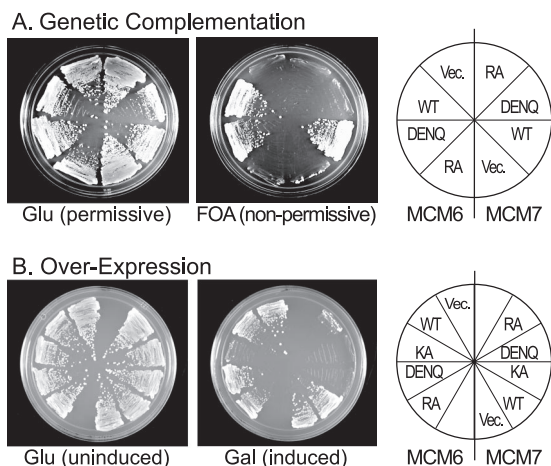 A. Genetic Complementation
Vec. RA
WT DENQ
DENQ WT
RA Vec.
Glu (permissive) FOA (non-permissive) MCM6 MCM7
B. Over-Expression
Vec.
WT RA
KA DENQ
DENQ KA
RA WT
Vec.
Glu (uninduced) Gal (induced) MCM6 MCM7